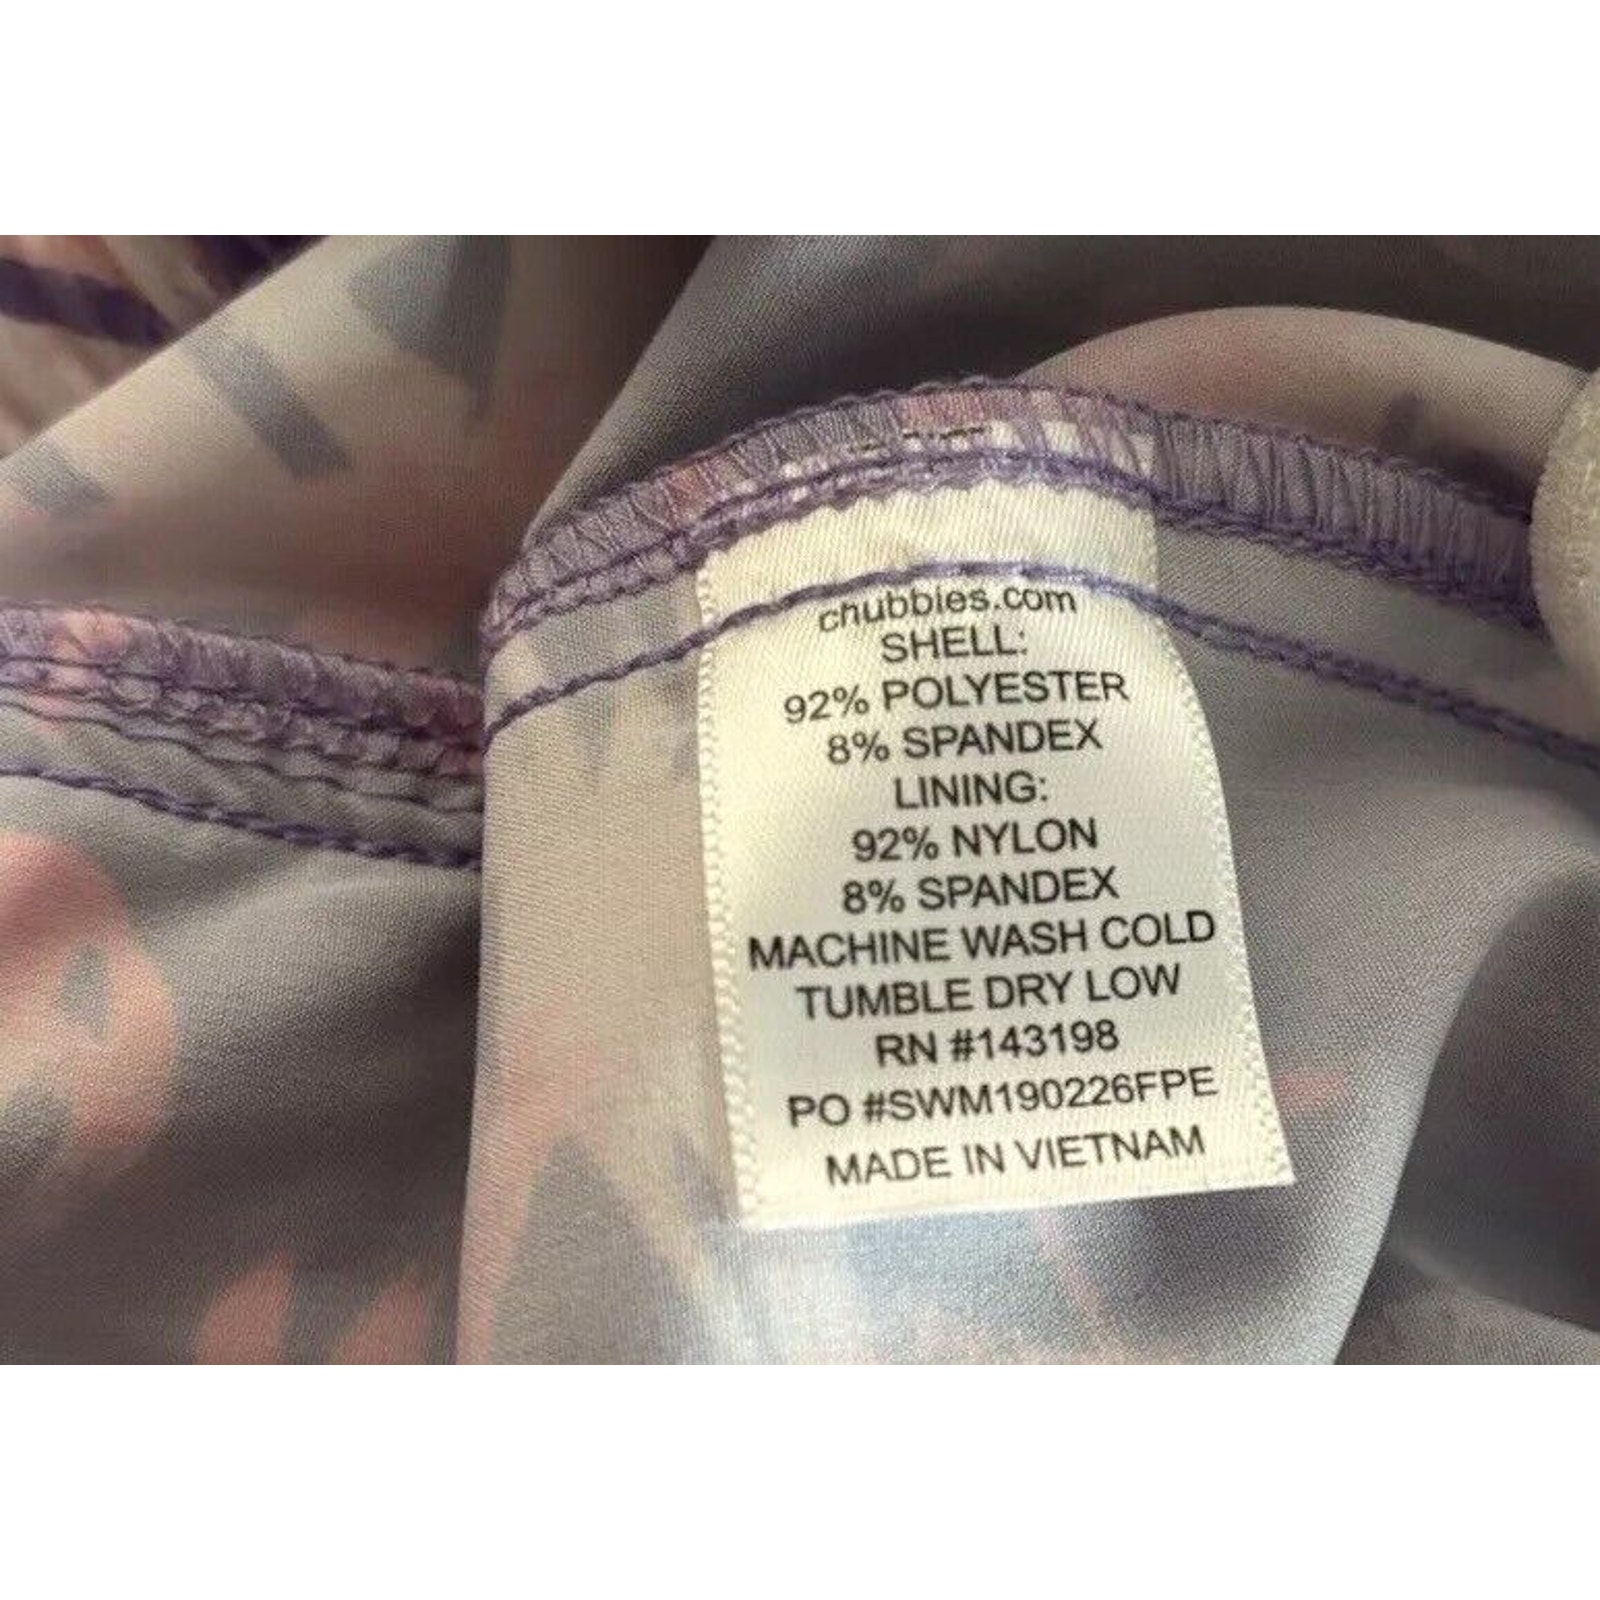 chubbies.com
SHELL:
92% POLYESTER
8% SPANDEX
LINING:
92% NYLON
8% SPANDEX
MACHINE WASH COLD
TUMBLE DRY LOW
RN #143198
PO #SWM190226FPE
MADE IN VIETNAM